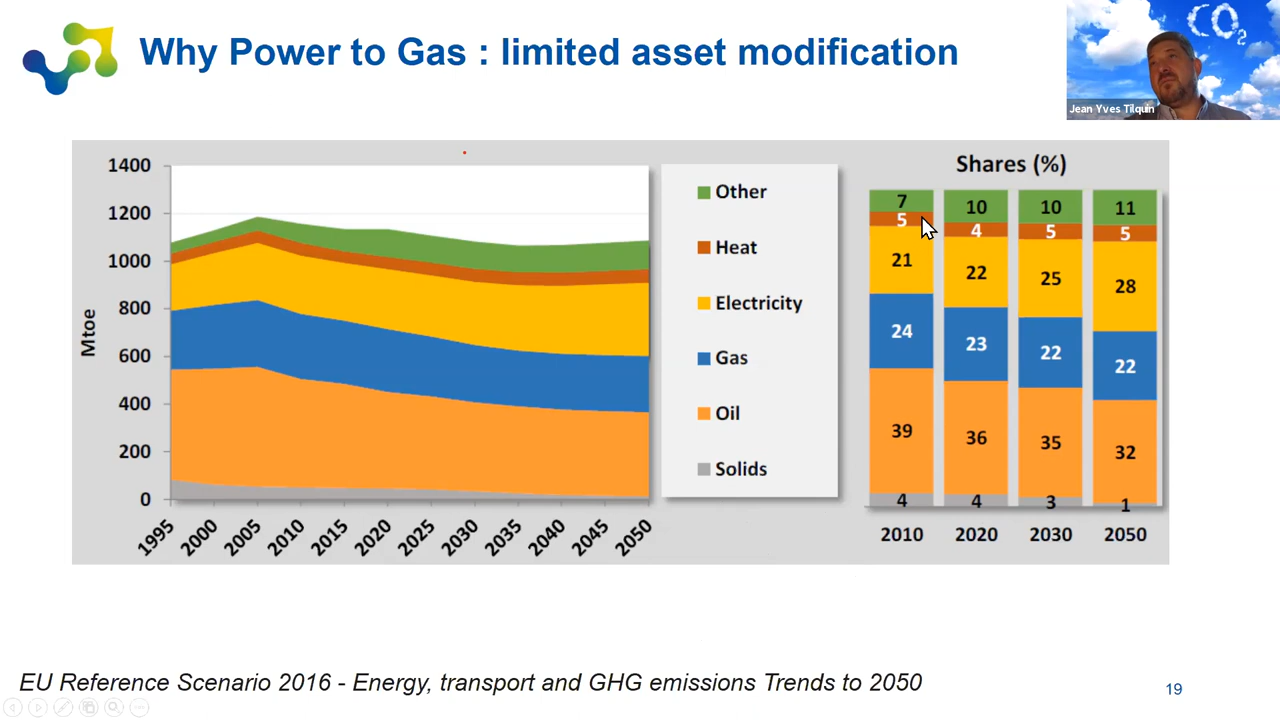 Why Power to Gas : limited asset modification
CO2
Jean Yves Tilquin
1400
1200
1000
800
600
400
200
0
Mtoe
1995
2000
2005
2010
2015
2020
2025
2030
2035
2040
2045
2050
Other
Heat
Electricity
Gas
Oil
Solids
Shares (%)
7 10 10 11
5 4 5 5
21 22 25 28
24 23 22 22
39 36 35 32
4 4 3 1
2010 2020 2030 2050
EU Reference Scenario 2016 - Energy, transport and GHG emissions Trends to 2050
19